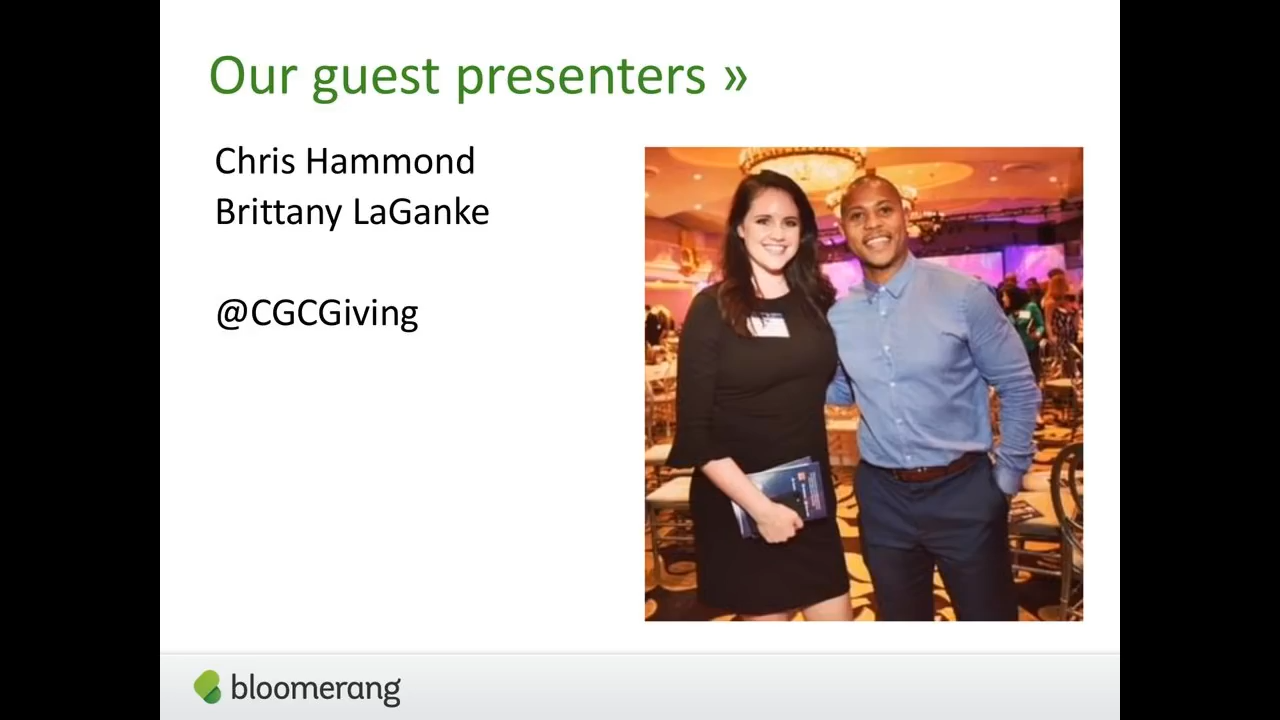 Our guest presenters »
Chris Hammond
Brittany LaGanke
@CGCGiving
bloomerang